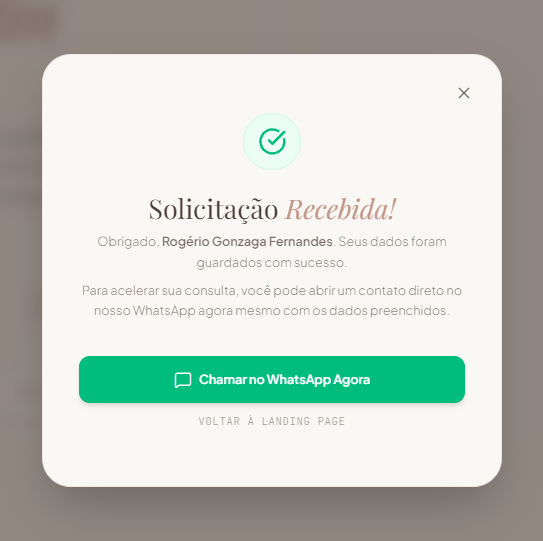 Solicitação Recebida!
Obrigado, Rogério Gonzaga Fernandes. Seus dados foram
guardados com sucesso.
Para acelerar sua consulta, você pode abrir um contato direto no
nosso WhatsApp agora mesmo com os dados preenchidos.
Chamar no WhatsApp Agora
VOLTAR À LANDING PAGE